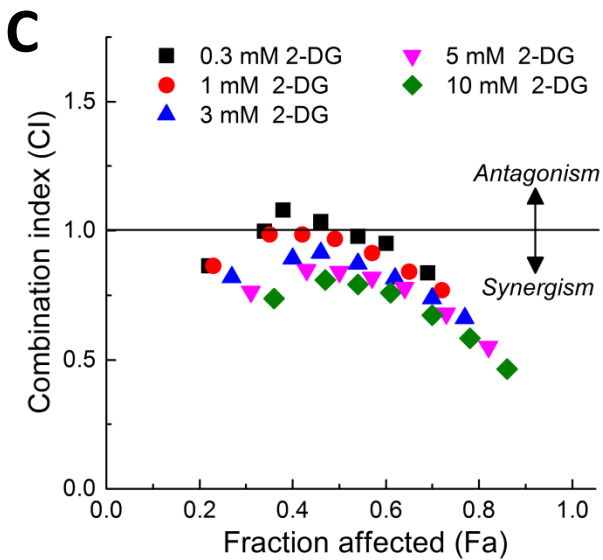 C
0.3 mM 2-DG
1 mM 2-DG
3 mM 2-DG
5 mM 2-DG
10 mM 2-DG
Antagonism
Synergism
Combination index (CI)
1.5
1.0
0.5
0.0
0.0 0.2 0.4 0.6 0.8 1.0
Fraction affected (Fa)